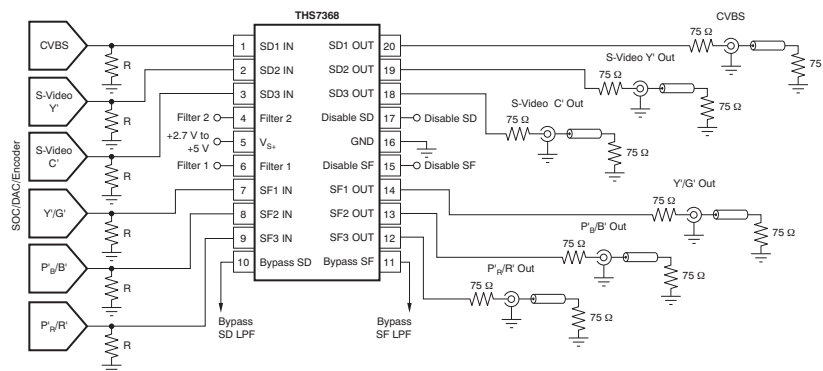 THS7368
CVBS
CVBS
1 SD1 IN SD1 OUT 20
75 Ω
75
R
S-Video Y' Out
2 SD2 IN SD2 OUT 19
75 Ω
75 Ω
S-Video
Y'
R
3 SD3 IN SD3 OUT 18
S-Video C' Out
75 Ω
75 Ω
Filter 2 4 Filter 2 Disable SD 17 Disable SD
+2.7 V to
+5 V
5 VS+ GND 16
S-Video
C'
R
Filter 1 6 Filter 1 Disable SF 15 Disable SF
SOC/DAC/Encoder
Y'/G'
7 SF1 IN SF1 OUT 14
Y'/G' Out
75 Ω
75 Ω
R
8 SF2 IN SF2 OUT 13
P'B/B' Out
75 Ω
75 Ω
9 SF3 IN SF3 OUT 12
P'R/R' Out
75 Ω
75 Ω
P'B/B'
R
10 Bypass SD Bypass SF 11
P'R/R'
R
Bypass
SD LPF
Bypass
SF LPF